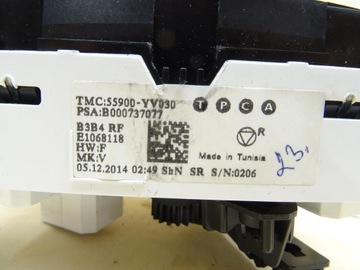 TMC:55900-YV030 T P C A
PSA:B000737077
B3B4 RF
E1068118
HW:F
MK:V
R
Made in Tunisia
05.12.2014 02:49 ShN SR S/N:0206
23